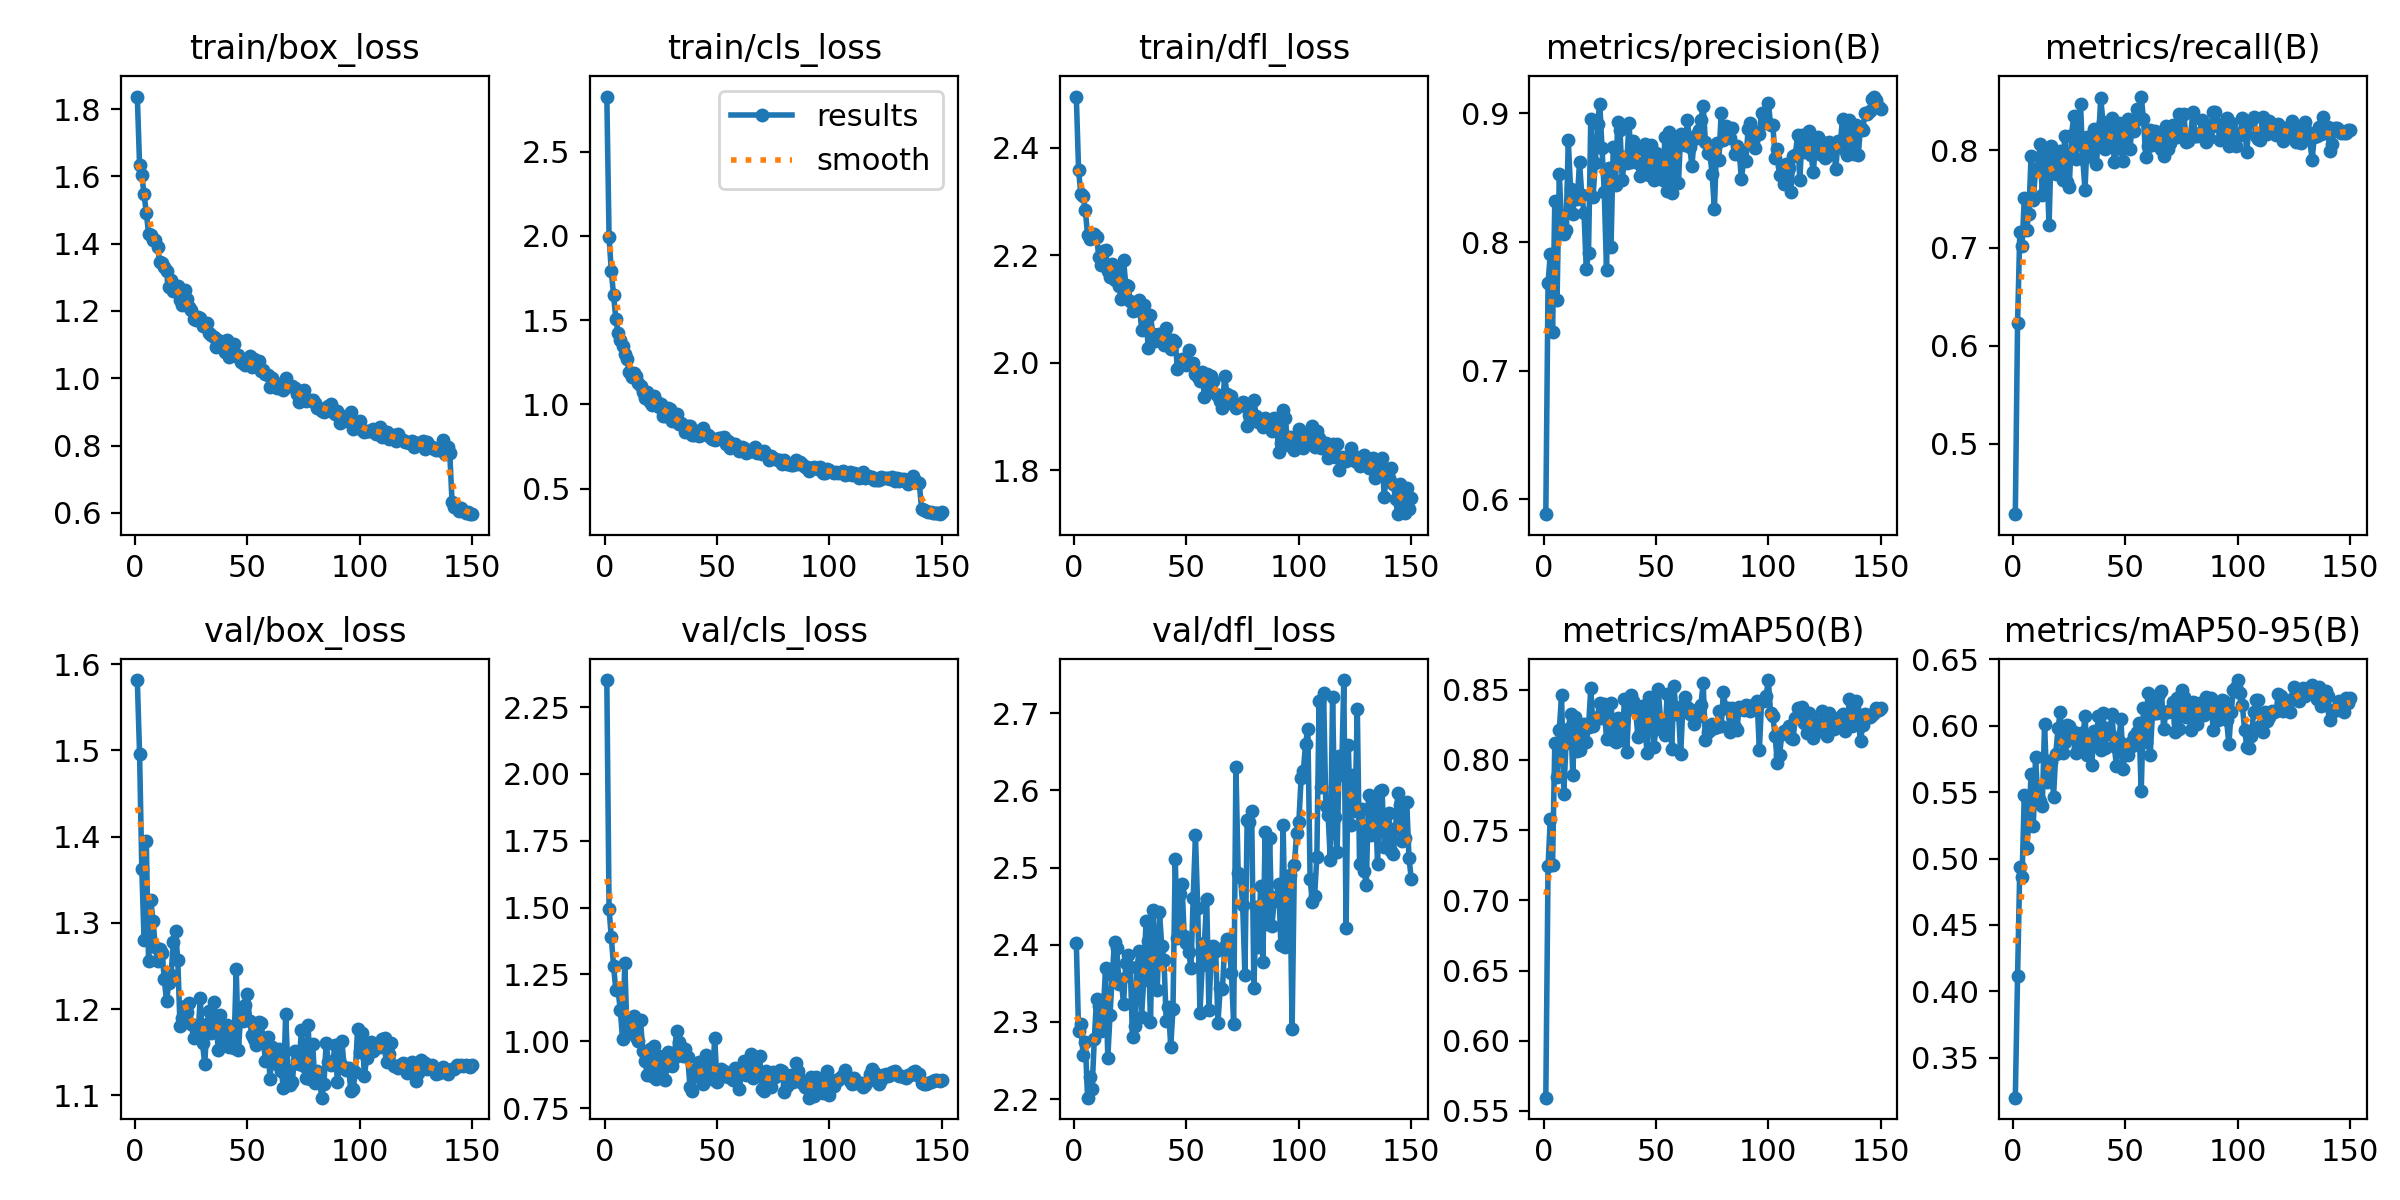 train/box_loss
1.8
1.6
1.4
1.2
1.0
0.8
0.6
0 50 100 150
train/cls_loss
results
smooth
2.5
2.0
1.5
1.0
0.5
0 50 100 150
train/dfl_loss
2.4
2.2
2.0
1.8
0 50 100 150
metrics/precision(B)
0.9
0.8
0.7
0.6
0 50 100 150
metrics/recall(B)
0.8
0.7
0.6
0.5
0 50 100 150
val/box_loss
1.6
1.5
1.4
1.3
1.2
1.1
0 50 100 150
val/cls_loss
2.25
2.00
1.75
1.50
1.25
1.00
0.75
0 50 100 150
val/dfl_loss
2.7
2.6
2.5
2.4
2.3
2.2
0 50 100 150
metrics/mAP50(B)
0.85
0.80
0.75
0.70
0.65
0.60
0.55
0 50 100 150
metrics/mAP50-95(B)
0.65
0.60
0.55
0.50
0.45
0.40
0.35
0 50 100 150